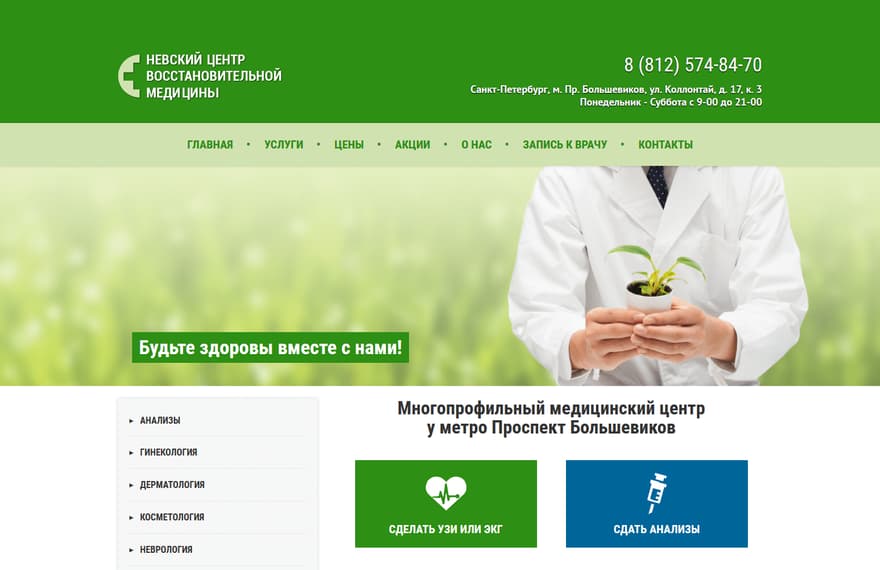 НЕВСКИЙ ЦЕНТР
ВОССТАНОВИТЕЛЬНОЙ
МЕДИЦИНЫ
8 (812) 574-84-70
Санкт-Петербург, м. Пр. Большевиков, ул. Коллонтай, д. 17, к. 3
Понедельник - Суббота с 9-00 до 21-00
ГЛАВНАЯ • УСЛУГИ • ЦЕНЫ • АКЦИИ • О НАС • ЗАПИСЬ К ВРАЧУ • КОНТАКТЫ
Будьте здоровы вместе с нами!
АНАЛИЗЫ
ГИНЕКОЛОГИЯ
ДЕРМАТОЛОГИЯ
КОСМЕТОЛОГИЯ
НЕВРОЛОГИЯ
Многопрофильный медицинский центр
у метро Проспект Большевиков
СДЕЛАТЬ УЗИ ИЛИ ЭКГ
СДАТЬ АНАЛИЗЫ